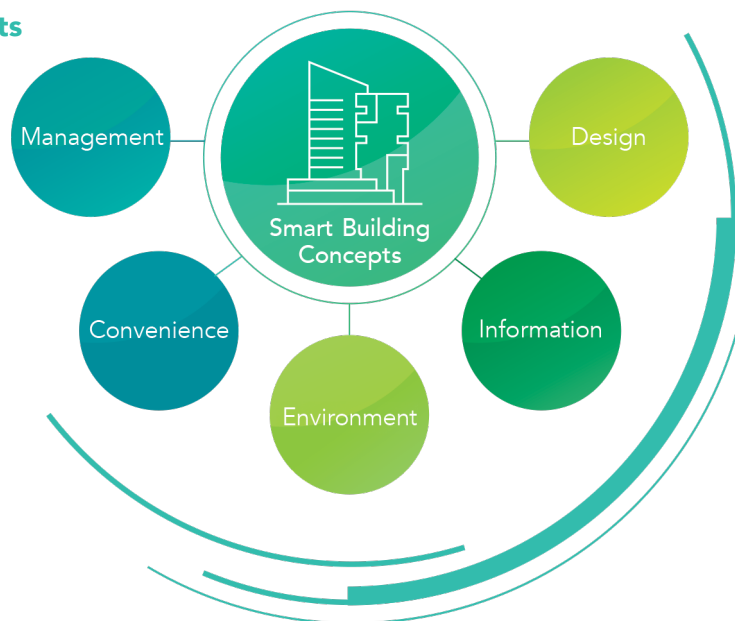 ts
Management
Smart Building
Concepts
Design
Convenience
Information
Environment